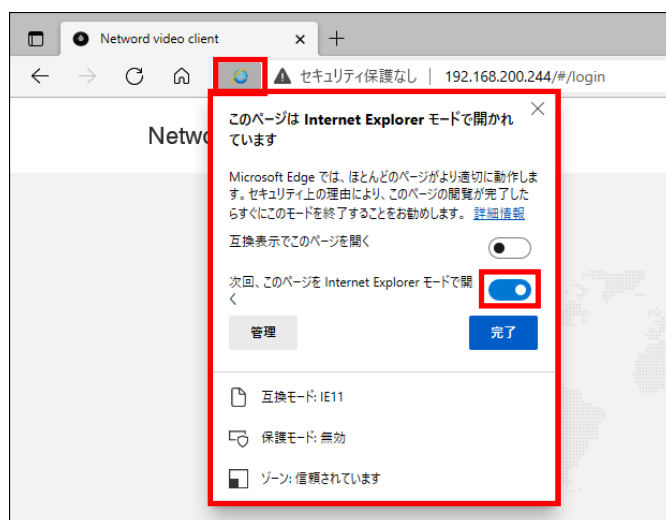 Netword video client
セキュリティ保護なし | 192.168.200.244/#/login
Netwo
このページは Internet Explorer モードで開かれ
ています
Microsoft Edge では、ほとんどのページがより適切に動作しま
す。セキュリティ上の理由により、このページの閲覧が完了した
らすぐにこのモードを終了することをお勧めします。 詳細情報
互換表示でこのページを開く
次回、このページを Internet Explorer モードで開
く
管理
完了
互換モード: IE11
保護モード: 無効
ゾーン: 信頼されています